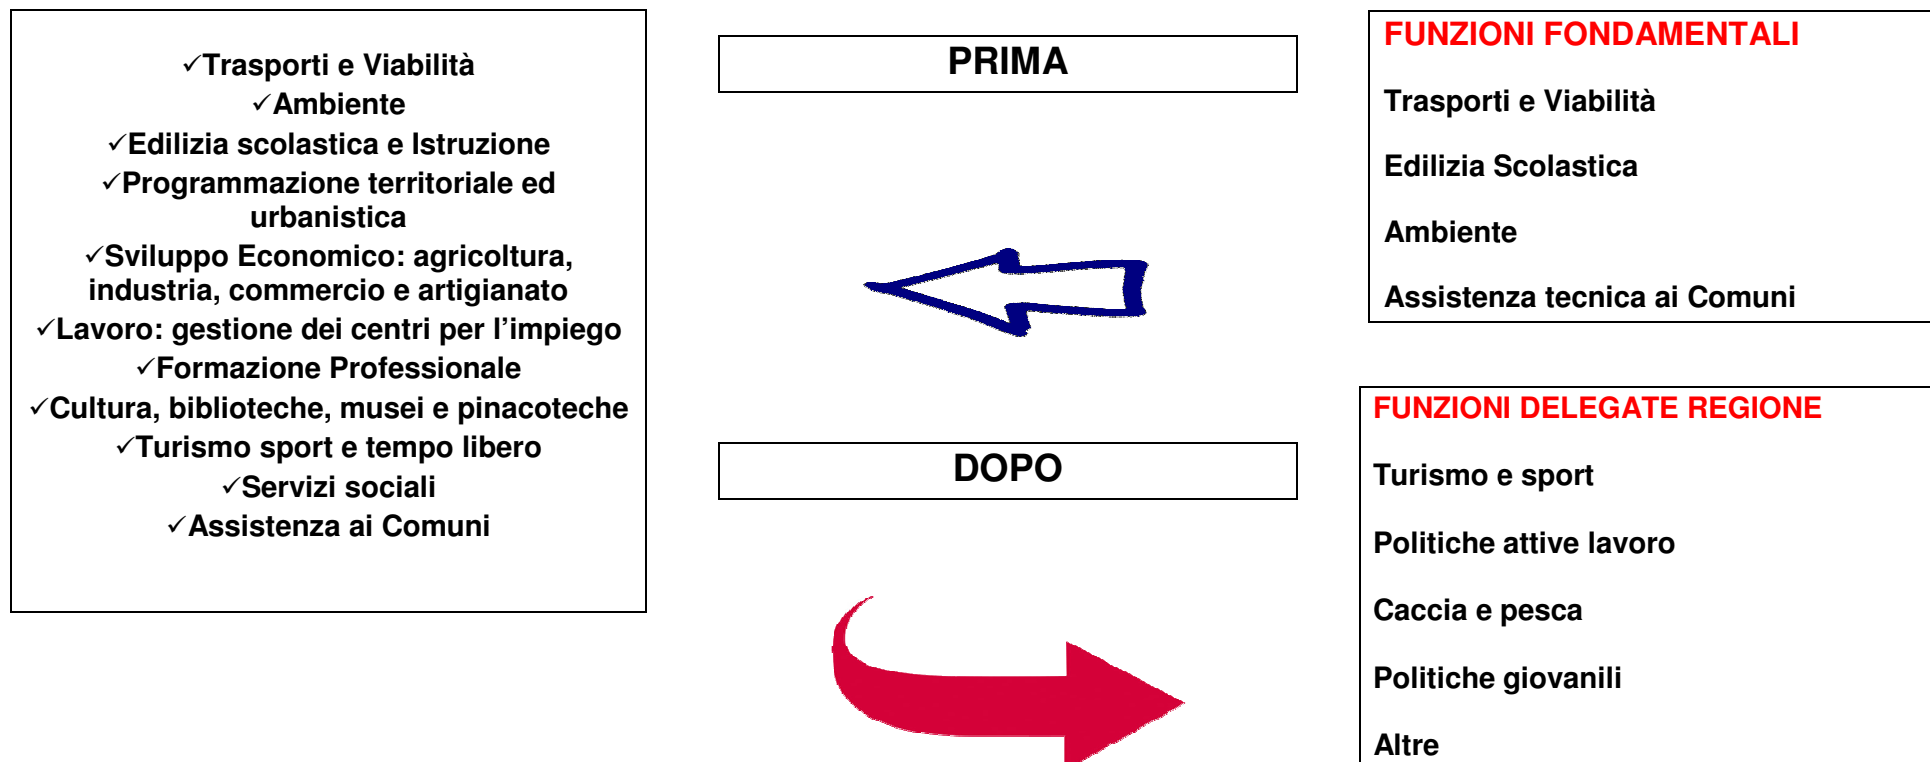 ✓Trasporti e Viabilità
✓Ambiente
✓Edilizia scolastica e Istruzione
✓Programmazione territoriale ed
urbanistica
✓Sviluppo Economico: agricoltura,
industria, commercio e artigianato
✓Lavoro: gestione dei centri per l’impiego
✓Formazione Professionale
✓Cultura, biblioteche, musei e pinacoteche
✓Turismo sport e tempo libero
✓Servizi sociali
✓Assistenza ai Comuni
PRIMA
DOPO
FUNZIONI FONDAMENTALI
Trasporti e Viabilità
Edilizia Scolastica
Ambiente
Assistenza tecnica ai Comuni
FUNZIONI DELEGATE REGIONE
Turismo e sport
Politiche attive lavoro
Caccia e pesca
Politiche giovanili
Altre